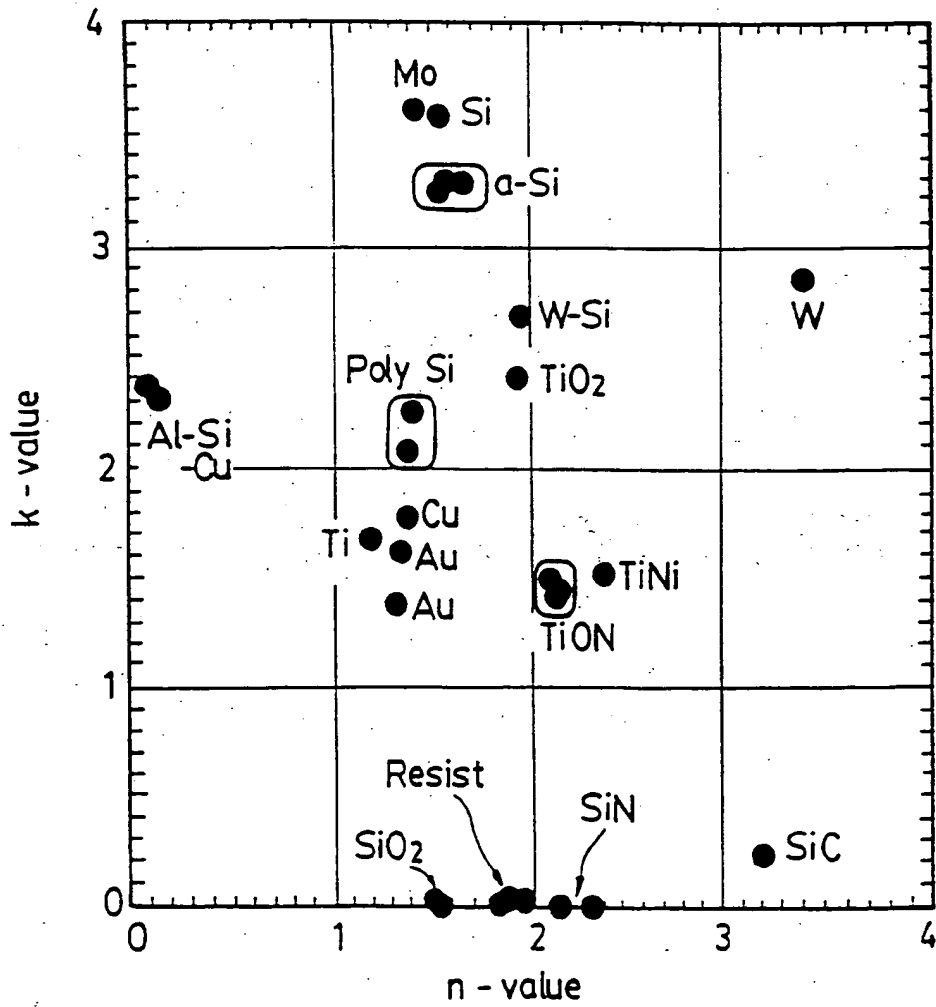 4
Mo
Si
a-Si
3
W-Si
W
Poly Si
TiO2
Al-Si
-Cu
2
k - value
Cu
Ti
Au
TiNi
Au
TiON
1
Resist
SiN
SiO2
SiC
0
0 1 2 3 4
n - value